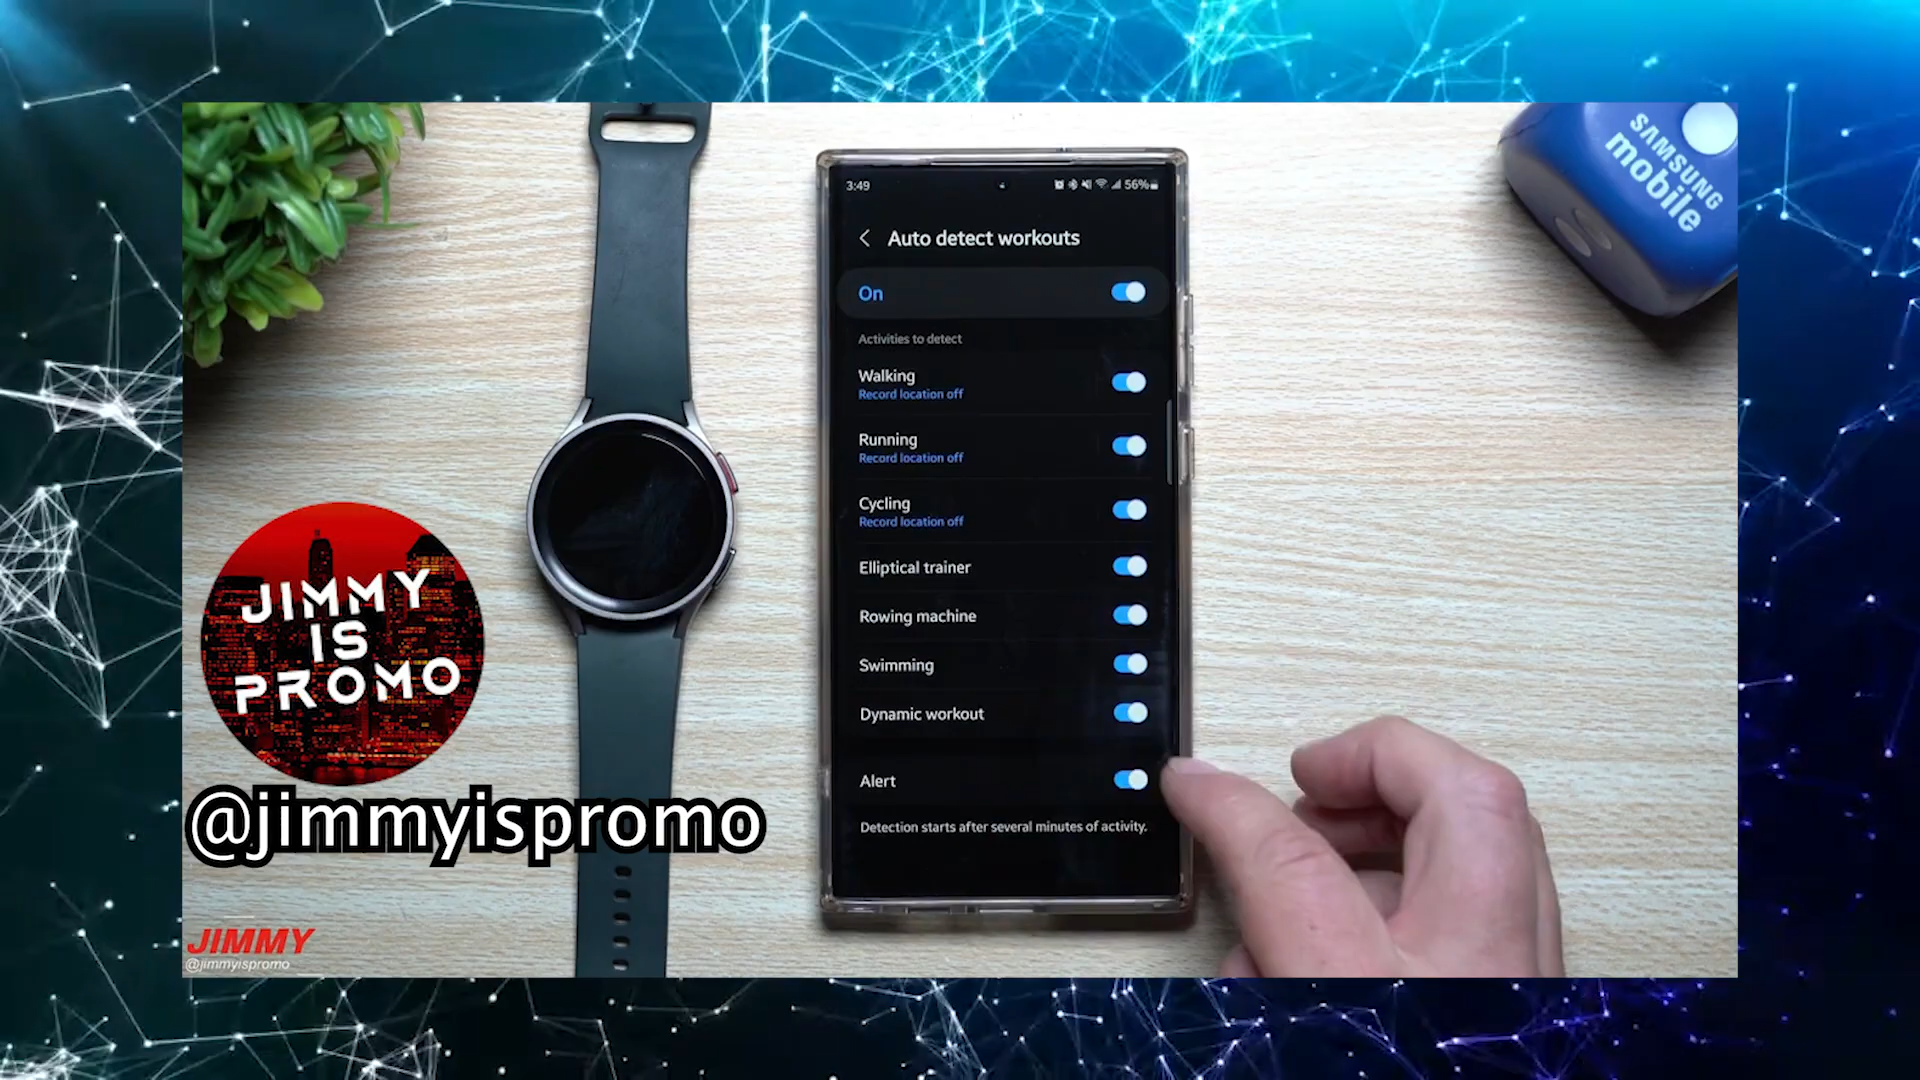 3:49
56%
Auto detect workouts
On
Activities to detect
Walking
Record location off
Running
Record location off
Cycling
Record location off
Elliptical trainer
Rowing machine
Swimming
Dynamic workout
Alert
Detection starts after several minutes of activity.
SAMSUNG
mobile
JIMMY
IS
PROMO
@jimmyispromo
JIMMY
@jimmyispromo